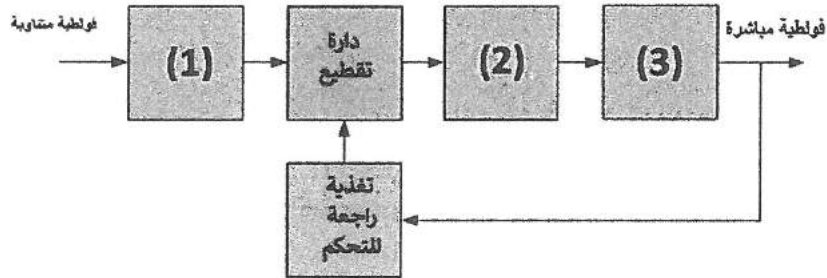 فولطية متناوبة
(1)
دارة
تقطيع
(2)
(3)
فولطية مباشرة
تغذية
راجعة
للتحكم